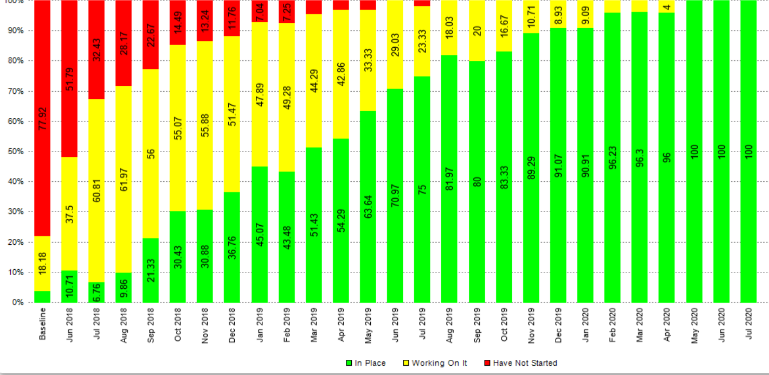 100%
90%
80%
70%
60%
50%
40%
30%
20%
10%
0%
77.92
18.18
51.79
37.5
10.71
32.43
60.81
6.76
28.17
61.97
9.86
22.67
56
21.33
14.49
55.07
30.43
13.24
55.88
30.88
11.76
51.47
36.76
7.04
47.89
45.07
7.25
49.28
43.48
44.29
51.43
42.86
54.29
33.33
63.64
29.03
70.97
23.33
75
18.03
81.97
20
80
16.67
83.33
10.71
89.29
8.93
91.07
9.09
90.91
96.23
96.3
4
96
100
100
100
Baseline
Jun 2018
Jul 2018
Aug 2018
Sep 2018
Oct 2018
Nov 2018
Dec 2018
Jan 2019
Feb 2019
Mar 2019
Apr 2019
May 2019
Jun 2019
Jul 2019
Aug 2019
Sep 2019
Oct 2019
Nov 2019
Dec 2019
Jan 2020
Feb 2020
Mar 2020
Apr 2020
May 2020
Jun 2020
Jul 2020
In Place
Working On It
Have Not Started